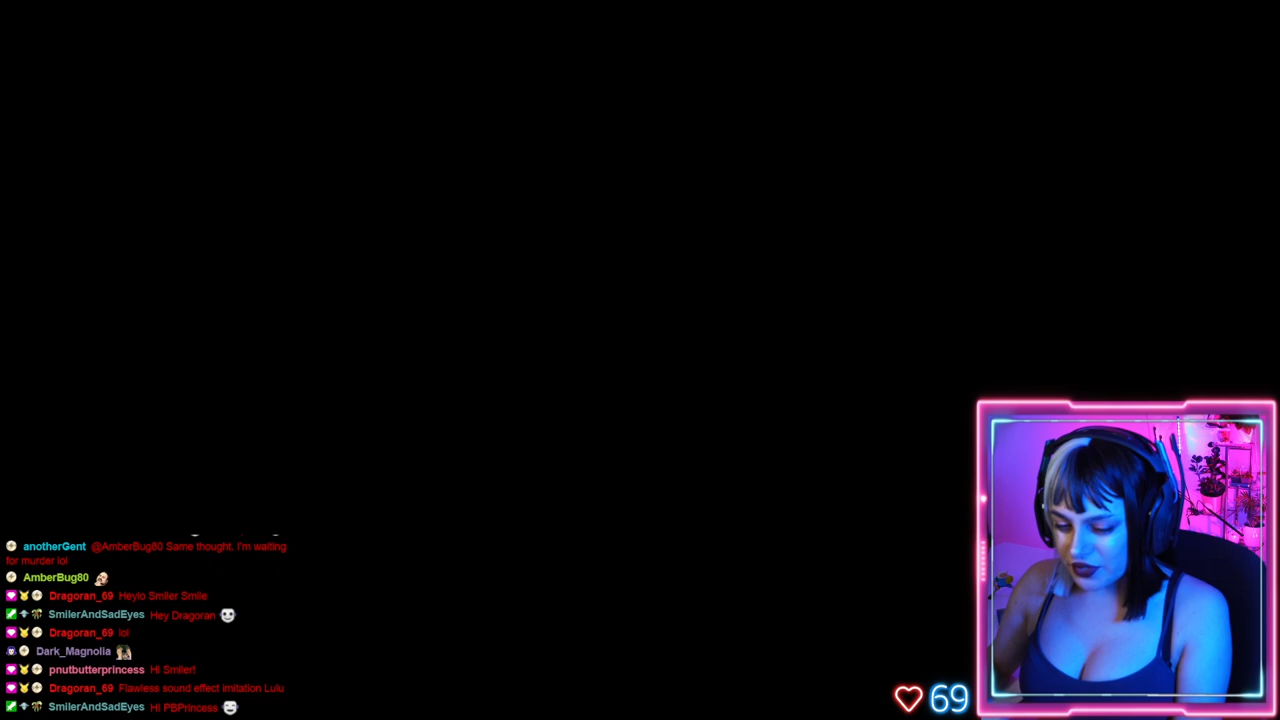 anotherGent @AmberBug80 Same thought. I'm waiting
for murder lol
AmberBug80
Dragoran_69 Heylo Smiler Smile
SmilerAndSadEyes Hey Dragoran
Dragoran_69 lol
Dark_Magnolia
pnutbutterprincess Hi Smiler!
Dragoran_69 Flawless sound effect imitation Lulu
SmilerAndSadEyes Hi PBPrincess
69